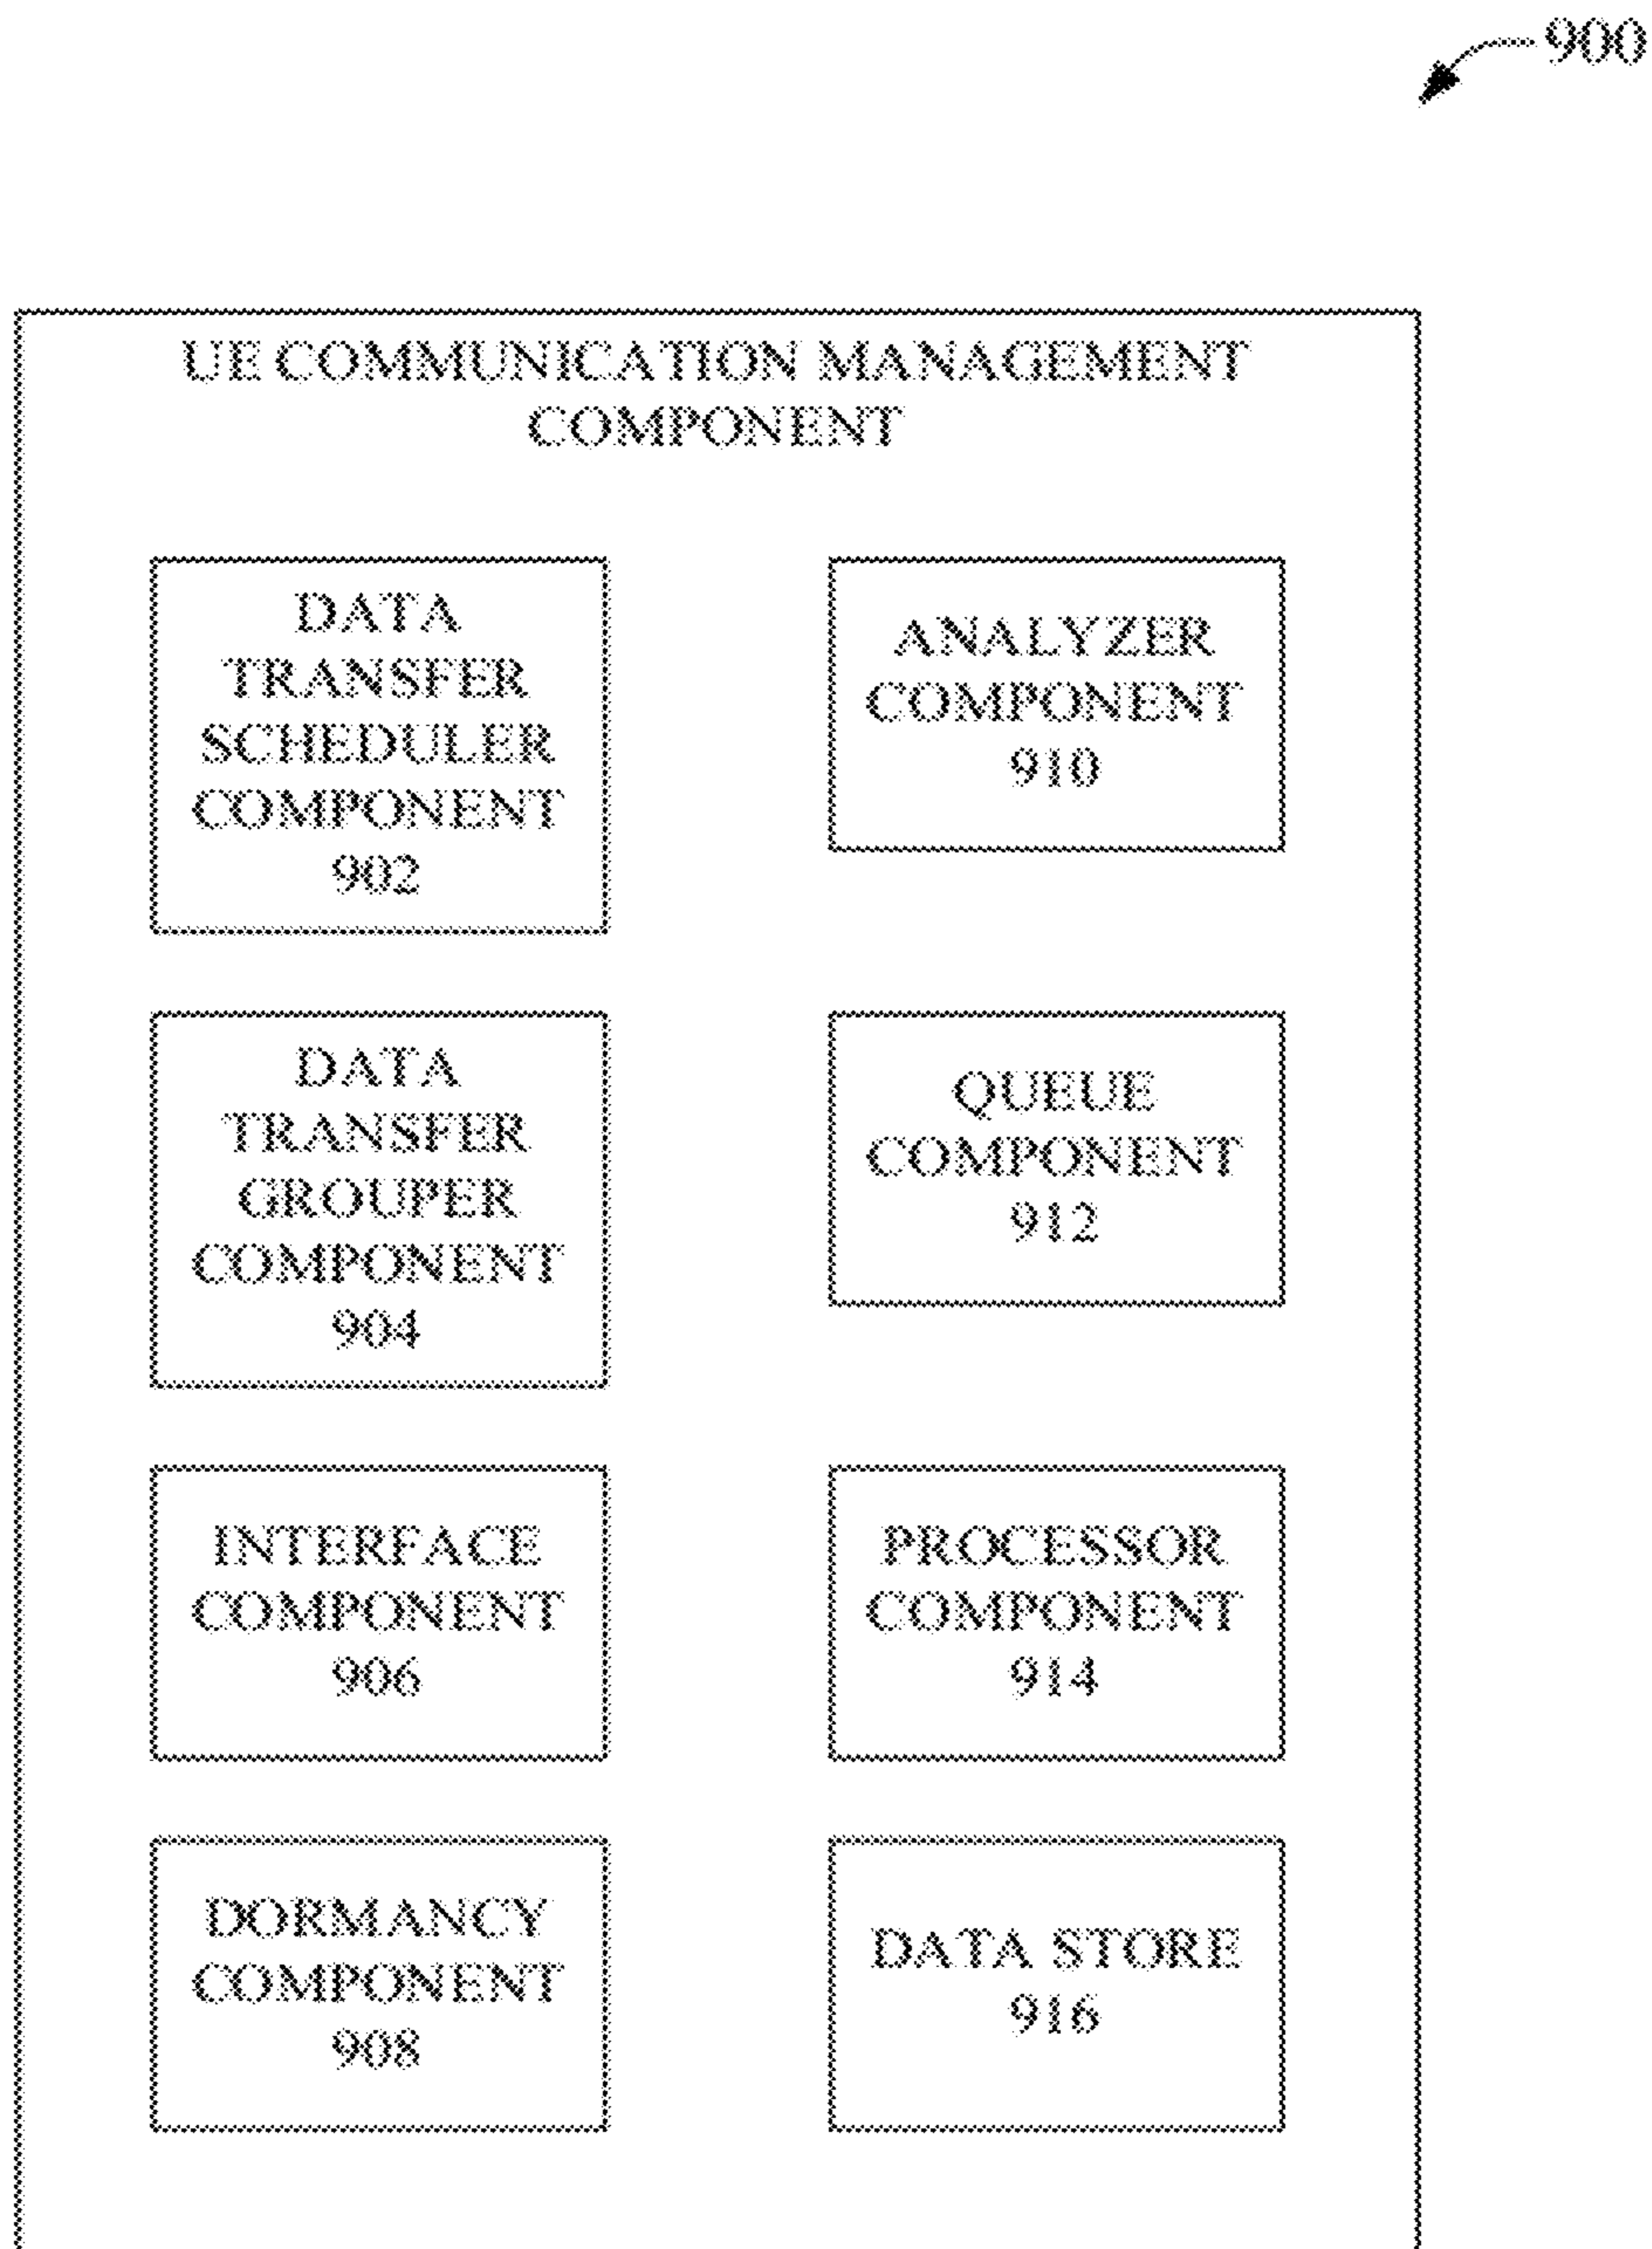 900
UE COMMUNICATION MANAGEMENT
COMPONENT
DATA
TRANSFER
SCHEDULER
COMPONENT
902
ANALYZER
COMPONENT
910
DATA
TRANSFER
GROUPER
COMPONENT
904
QUEUE
COMPONENT
912
INTERFACE
COMPONENT
906
PROCESSOR
COMPONENT
914
DORMANCY
COMPONENT
908
DATA STORE
916